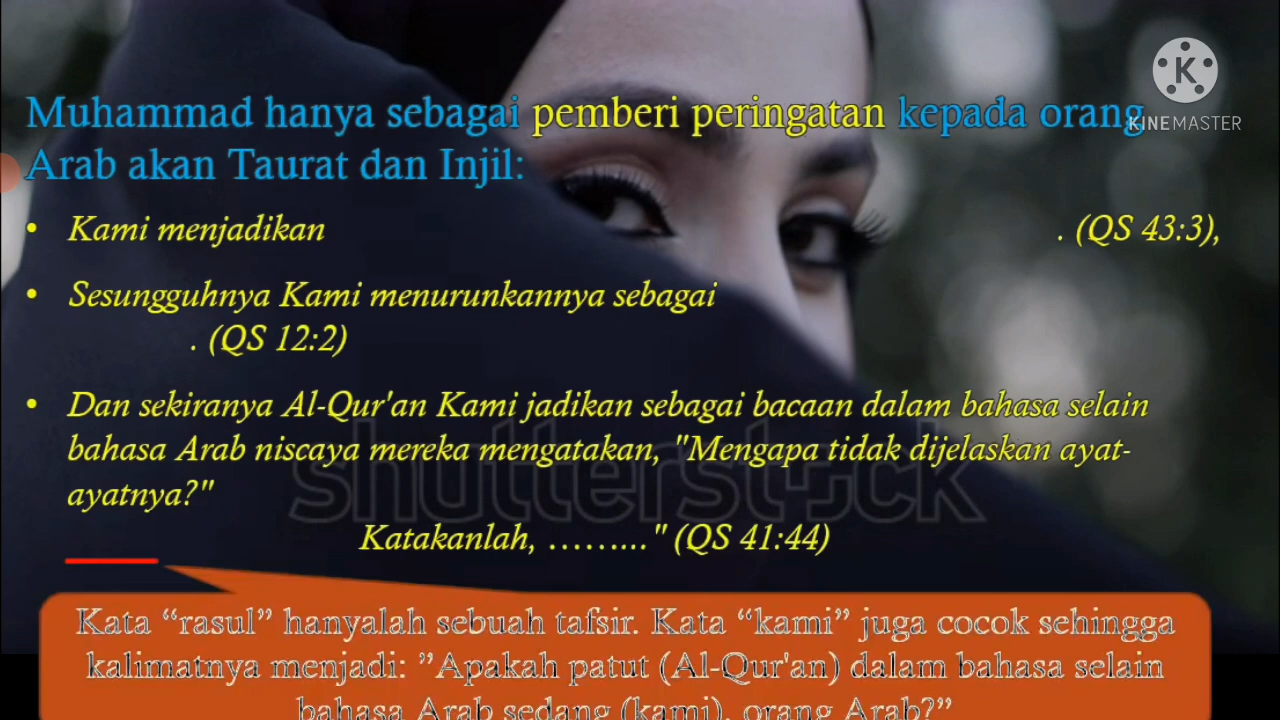 Muhammad hanya sebagai pemberi peringatan kepada orang
KINEMASTER
Arab akan Taurat dan Injil:
• Kami menjadikan . (QS 43:3),
• Sesungguhnya Kami menurunkannya sebagai
. (QS 12:2)
• Dan sekiranya Al-Qur'an Kami jadikan sebagai bacaan dalam bahasa selain
bahasa Arab niscaya mereka mengatakan, "Mengapa tidak dijelaskan ayat-
ayatnya?"
shutterstock
Katakanlah, ………" (QS 41:44)
Kata “rasul” hanyalah sebuah tafsir. Kata “kami” juga cocok sehingga
kalimatnya menjadi: ”Apakah patut (Al-Qur'an) dalam bahasa selain
bahasa Arab sedang (kami), orang Arab?”